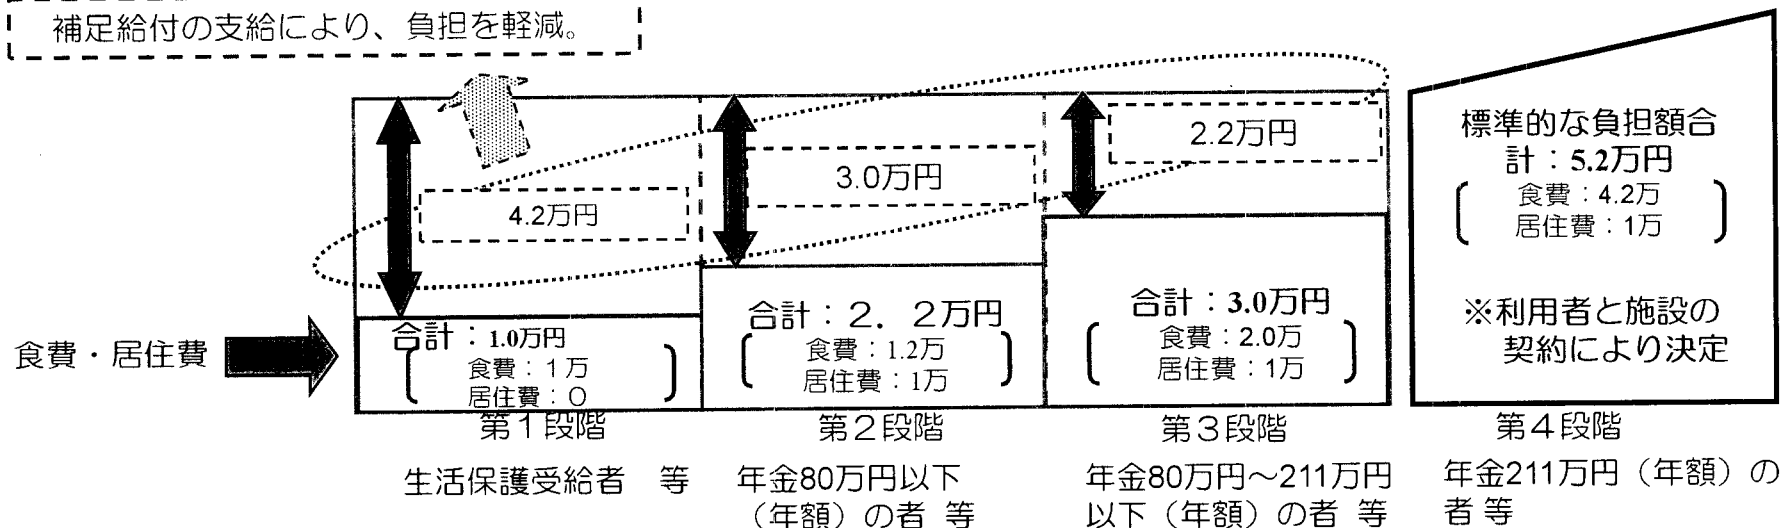 補足給付の支給により、負担を軽減。
4.2万円
3.0万円
2.2万円
標準的な負担額合
計：5.2万円
食費：4.2万
居住費：1万
※利用者と施設の
契約により決定
食費・居住費
合計：1.0万円
食費：1万
居住費：0
合計：２．２万円
食費：1.2万
居住費：1万
合計：3.0万円
食費：2.0万
居住費：1万
第１段階
第２段階
第３段階
第４段階
生活保護受給者　等
年金80万円以下
（年額）の者 等
年金80万円～211万円
以下（年額）の者 等
年金211万円（年額）の
者 等